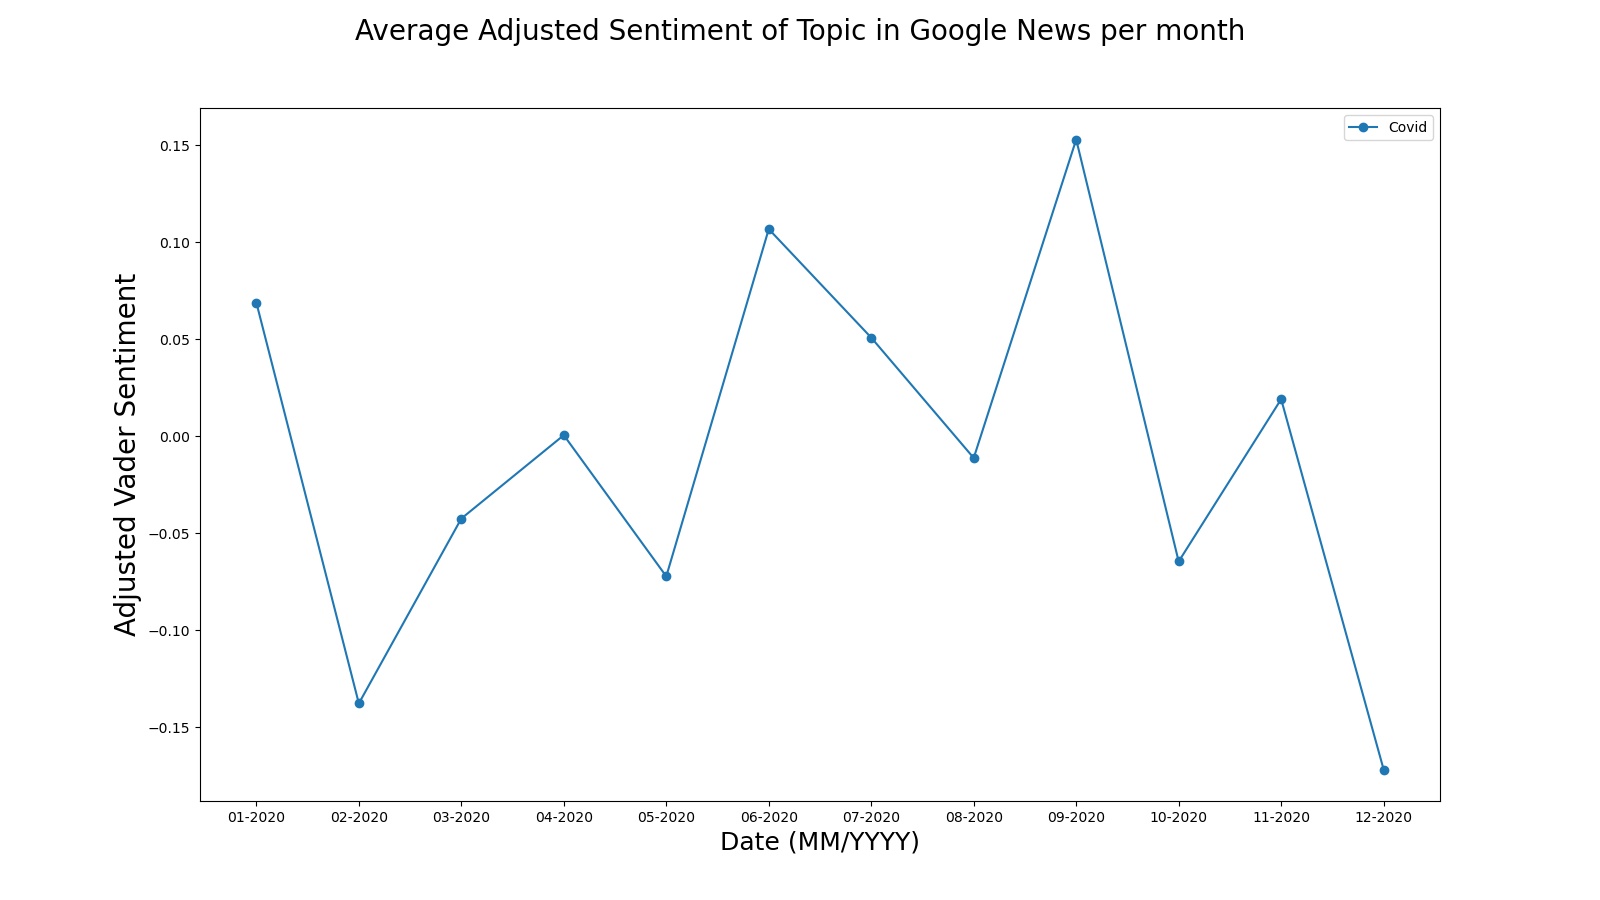 Average Adjusted Sentiment of Topic in Google News per month
Covid
Adjusted Vader Sentiment
0.15
0.10
0.05
0.00
−0.05
−0.10
−0.15
01-2020 02-2020 03-2020 04-2020 05-2020 06-2020 07-2020 08-2020 09-2020 10-2020 11-2020 12-2020
Date (MM/YYYY)